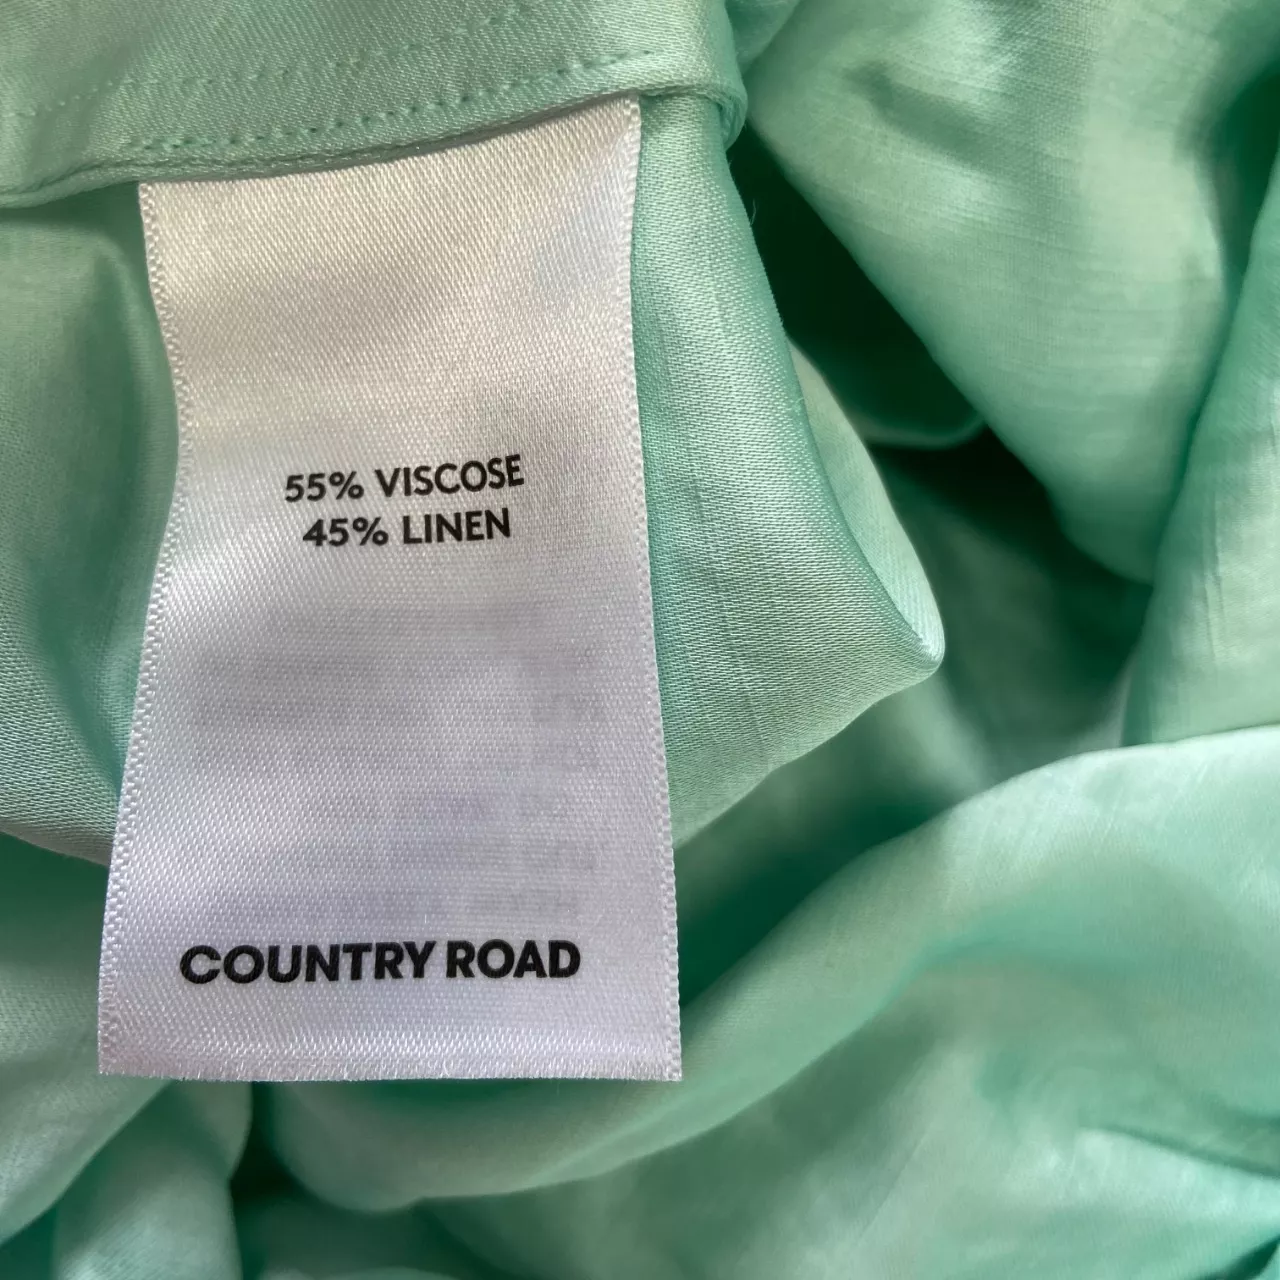 55% VISCOSE
45% LINEN
COUNTRY ROAD